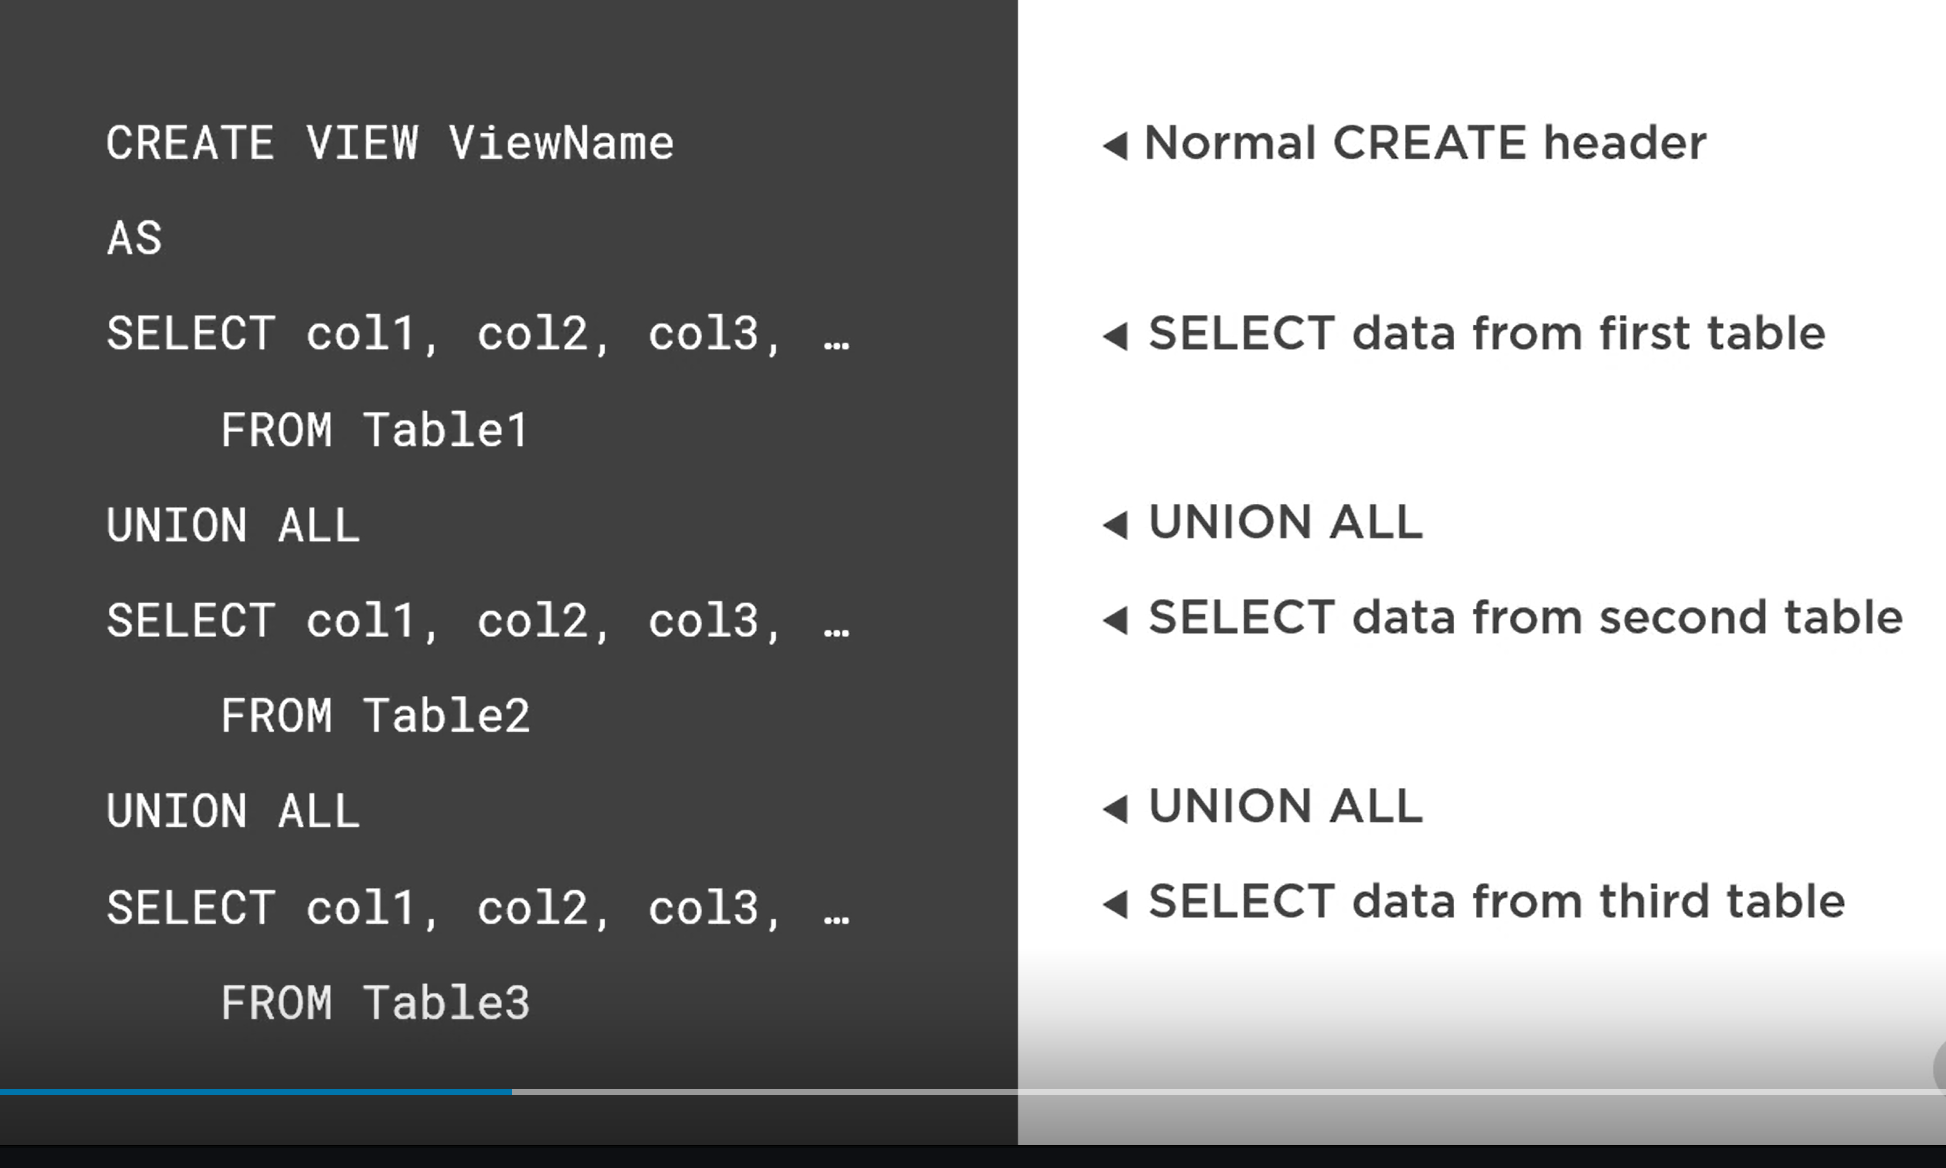 CREATE VIEW ViewName
AS
SELECT col1, col2, col3, …
FROM Table1
UNION ALL
SELECT col1, col2, col3, …
FROM Table2
UNION ALL
SELECT col1, col2, col3, …
FROM Table3
◀ Normal CREATE header
◀ SELECT data from first table
◀ UNION ALL
◀ SELECT data from second table
◀ UNION ALL
◀ SELECT data from third table